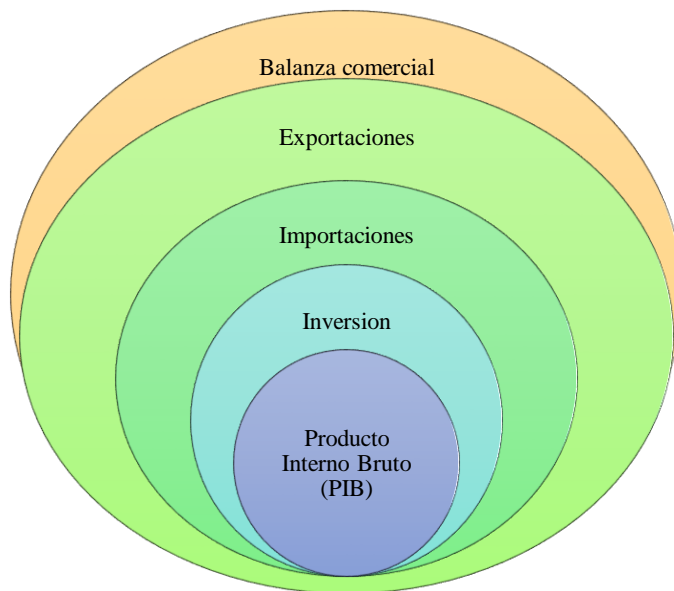 Balanza comercial
Exportaciones
Importaciones
Inversion
Producto
Interno Bruto
(PIB)